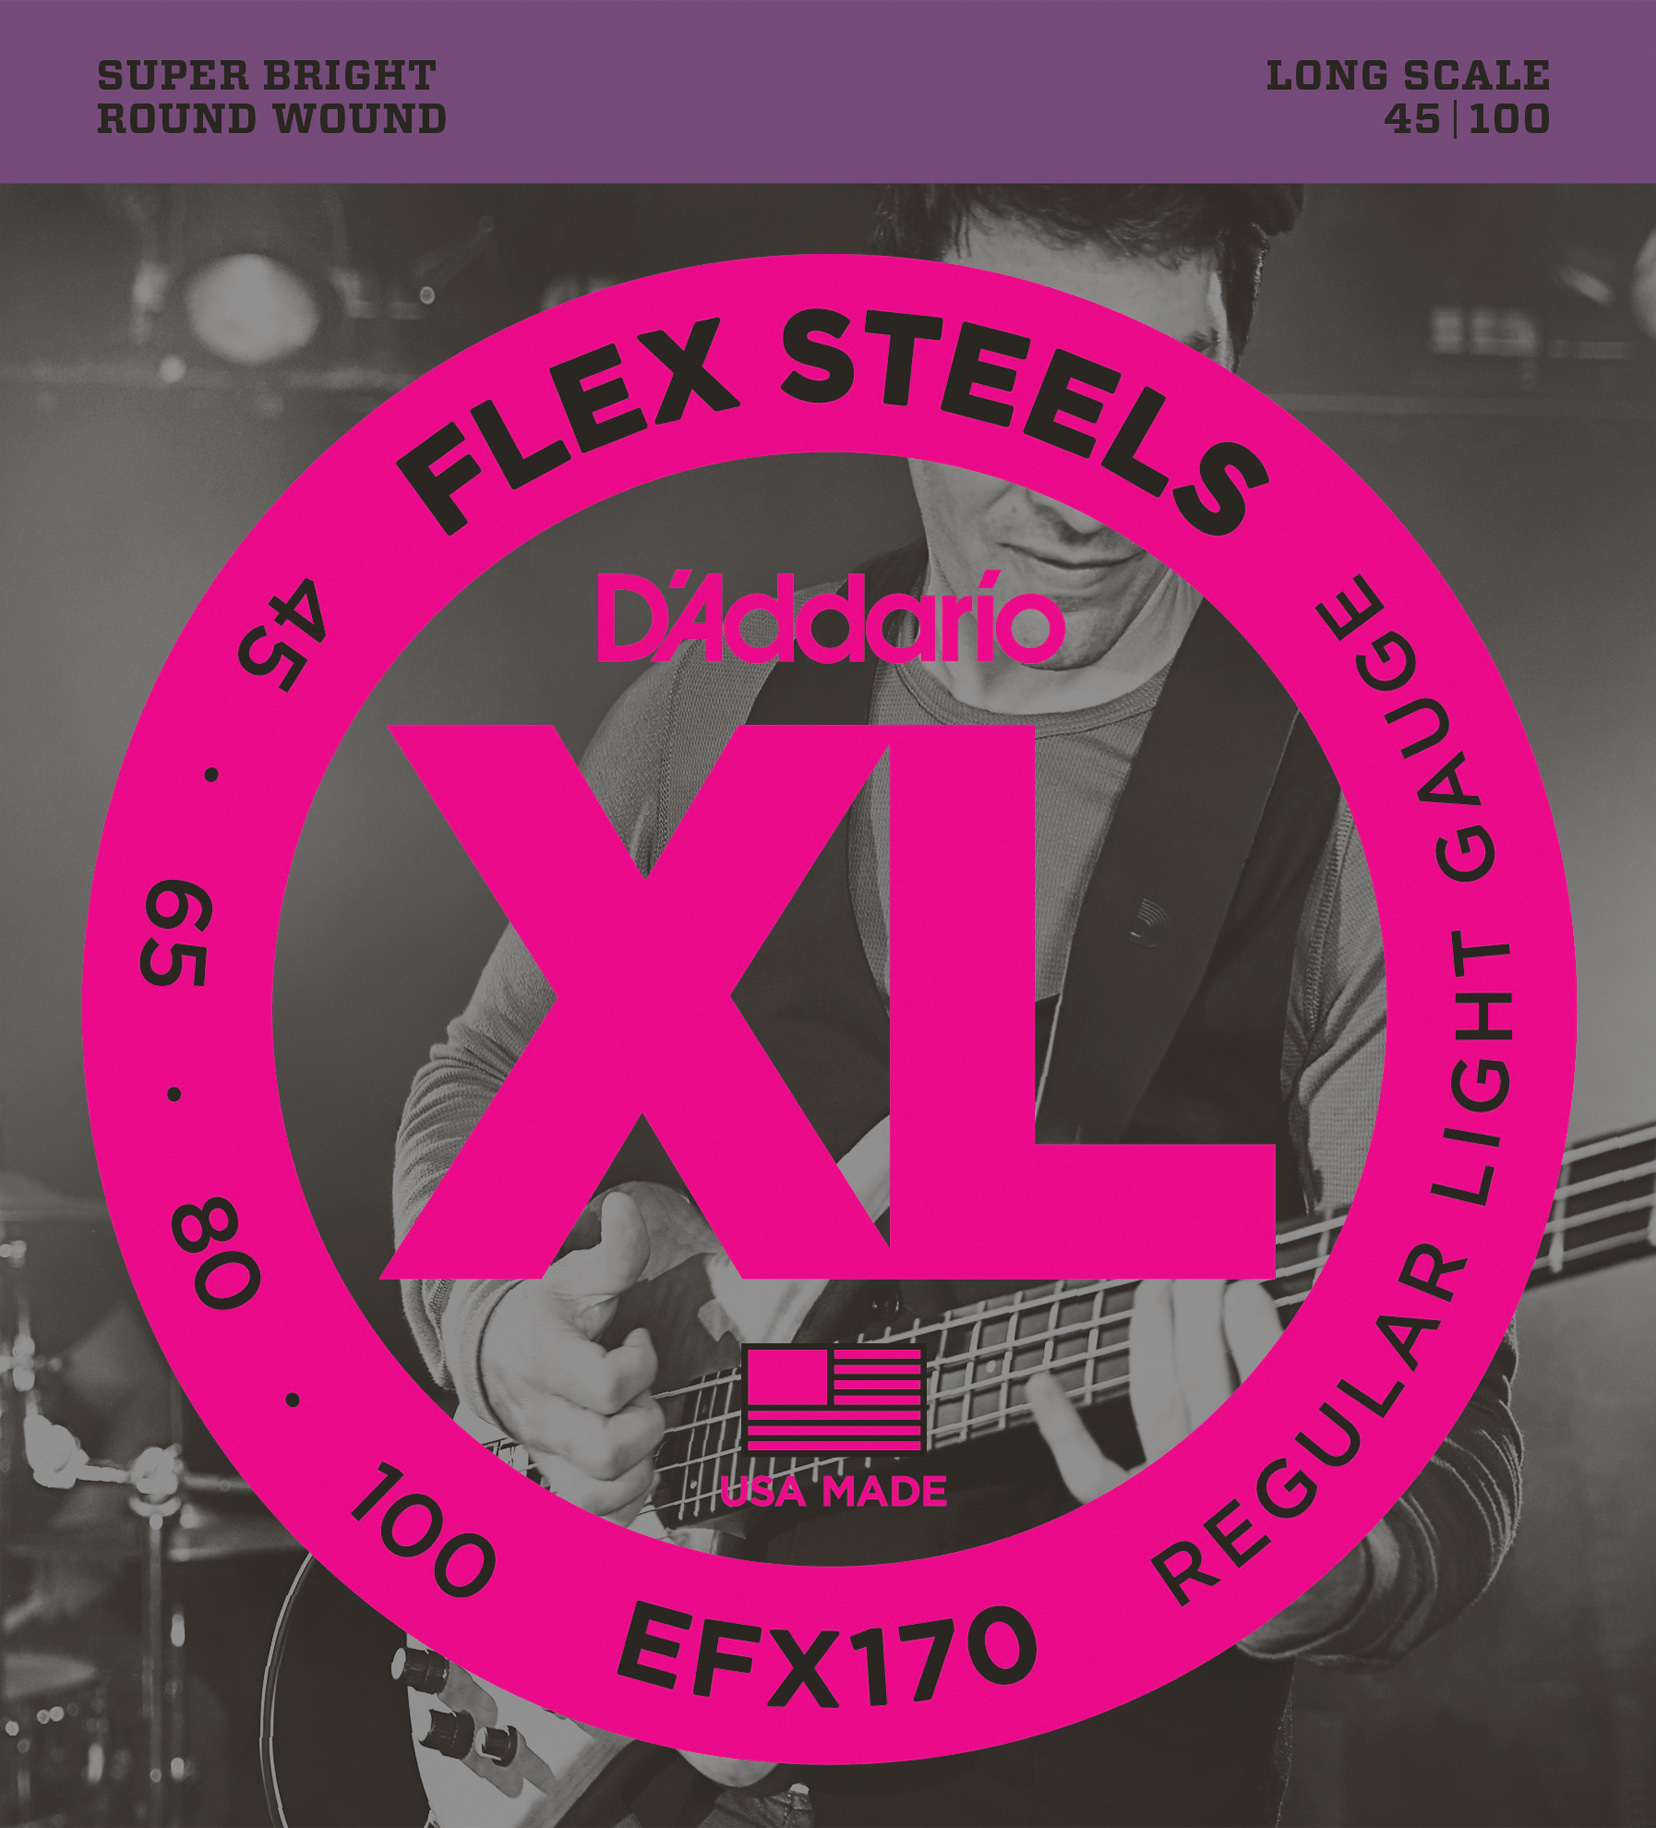 SUPER BRIGHT
ROUND WOUND
LONG SCALE
45|100
FLEX STEELS
45 • 65 • 80 • 100
REGULAR LIGHT GAUGE
D'Addario
XL
USA MADE
EFX170